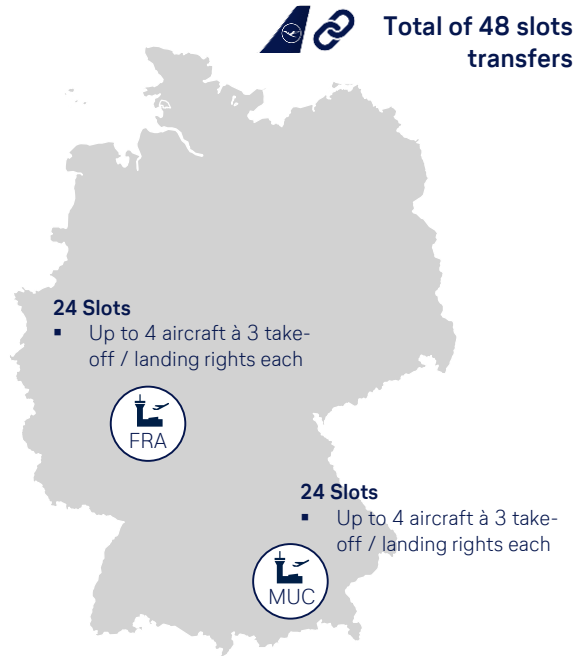 Total of 48 slots
transfers
24 Slots
▪ Up to 4 aircraft à 3 take-
off / landing rights each
FRA
24 Slots
▪ Up to 4 aircraft à 3 take-
off / landing rights each
MUC